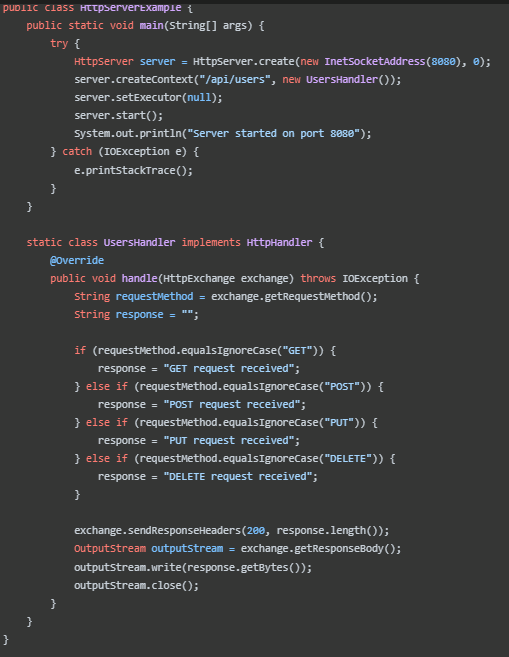 public class HttpServerExample {
    public static void main(String[] args) {
        try {
            HttpServer server = HttpServer.create(new InetSocketAddress(8080), 0);
            server.createContext("/api/users", new UsersHandler());
            server.setExecutor(null);
            server.start();
            System.out.println("Server started on port 8080");
        } catch (IOException e) {
            e.printStackTrace();
        }
    }

    static class UsersHandler implements HttpHandler {
        @Override
        public void handle(HttpExchange exchange) throws IOException {
            String requestMethod = exchange.getRequestMethod();
            String response = "";

            if (requestMethod.equalsIgnoreCase("GET")) {
                response = "GET request received";
            } else if (requestMethod.equalsIgnoreCase("POST")) {
                response = "POST request received";
            } else if (requestMethod.equalsIgnoreCase("PUT")) {
                response = "PUT request received";
            } else if (requestMethod.equalsIgnoreCase("DELETE")) {
                response = "DELETE request received";
            }

            exchange.sendResponseHeaders(200, response.length());
            OutputStream outputStream = exchange.getResponseBody();
            outputStream.write(response.getBytes());
            outputStream.close();
        }
    }
}